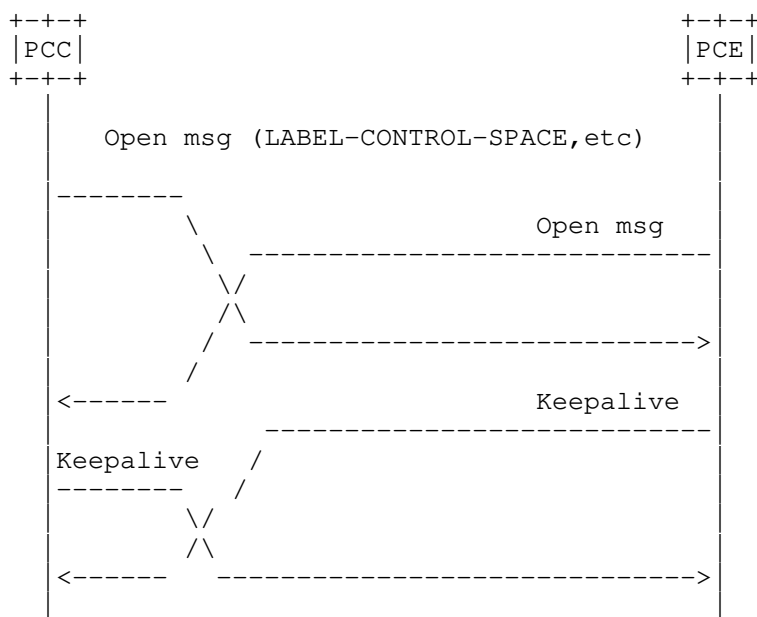 PCC PCE
Open msg (LABEL-CONTROL-SPACE,etc)
Open msg
Keepalive
Keepalive